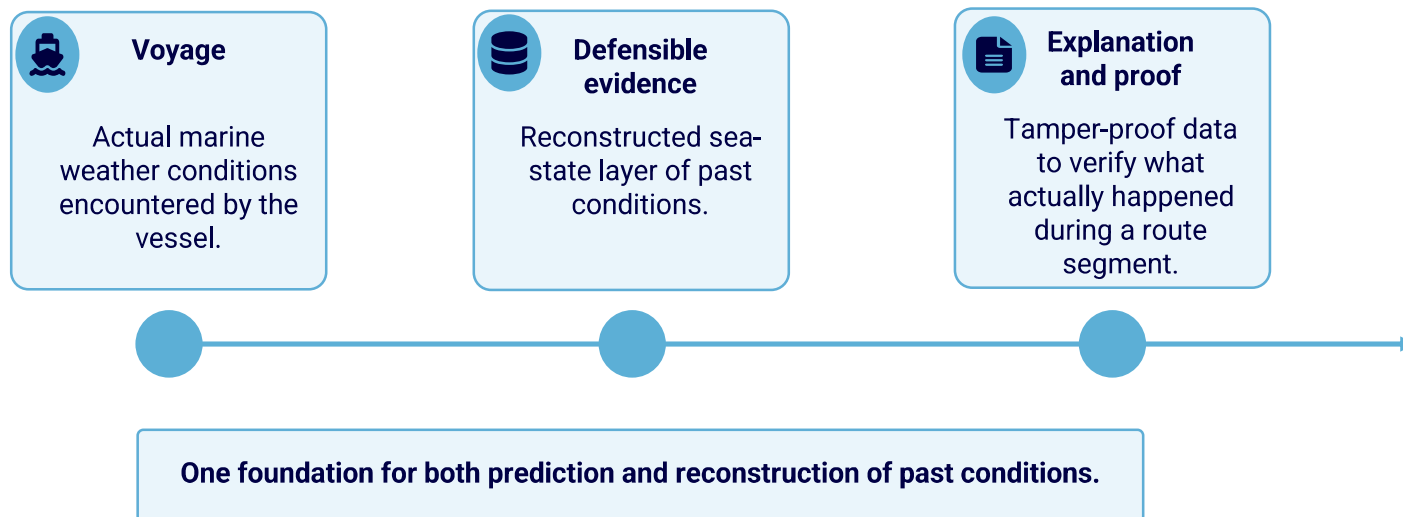 Voyage
Actual marine
weather conditions
encountered by the
vessel.
Defensible
evidence
Reconstructed sea-
state layer of past
conditions.
Explanation
and proof
Tamper-proof data
to verify what
actually happened
during a route
segment.
One foundation for both prediction and reconstruction of past conditions.